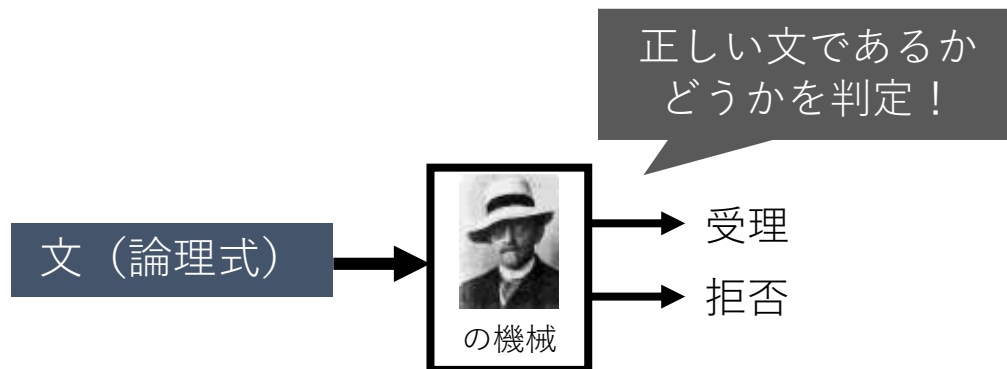 正しい文であるか
どうかを判定！
文（論理式）
の機械
受理
拒否